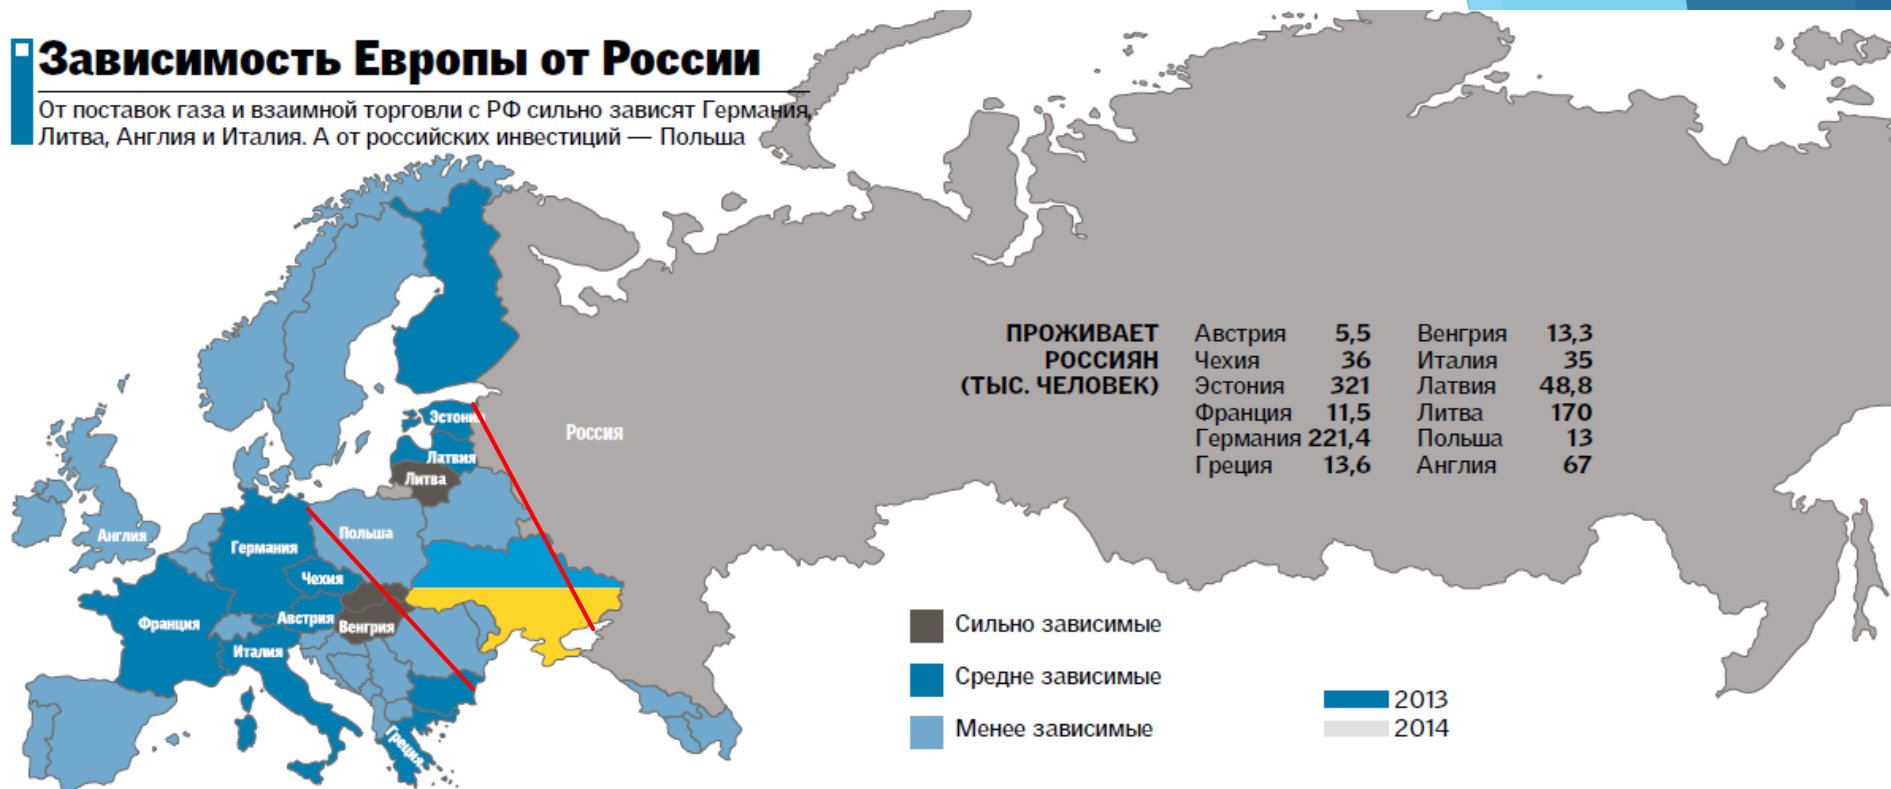 Зависимость Европы от России
От поставок газа и взаимной торговли с РФ сильно зависят Германия,
Литва, Англия и Италия. А от российских инвестиций — Польша
ПРОЖИВАЕТ
РОССИЯН
(ТЫС. ЧЕЛОВЕК)
Австрия 5,5 Венгрия 13,3
Чехия 36 Италия 35
Эстония 321 Латвия 48,8
Франция 11,5 Литва 170
Германия 221,4 Польша 13
Греция 13,6 Англия 67
Эстония
Россия
Латвия
Литва
Польша
Англия
Германия
Чехия
Австрия
Венгрия
Франция
Италия
Греция
Сильно зависимые
Средне зависимые
Менее зависимые
2013
2014